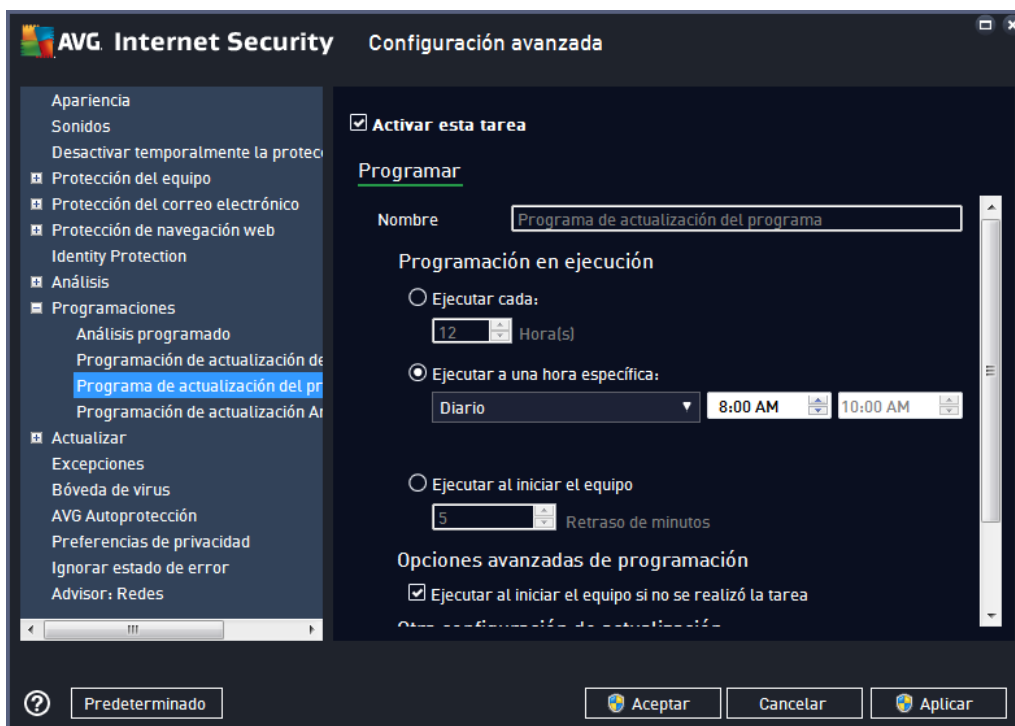 AVG. Internet Security Configuración avanzada
Apariencia
Sonidos
Desactivar temporalmente la protec
Protección del equipo
Protección del correo electrónico
Protección de navegación web
Identity Protection
Análisis
Programaciones
Análisis programado
Programación de actualización de
Programa de actualización del pr
Programación de actualización An
Actualizar
Excepciones
Bóveda de virus
AVG Autoprotección
Preferencias de privacidad
Ignorar estado de error
Advisor: Redes
Activar esta tarea
Programar
Nombre Programa de actualización del programa
Programación en ejecución
Ejecutar cada:
12 Hora(s)
Ejecutar a una hora específica:
Diario 8:00 AM 10:00 AM
Ejecutar al iniciar el equipo
5 Retraso de minutos
Opciones avanzadas de programación
Ejecutar al iniciar el equipo si no se realizó la tarea
Otra configuración de actualización
Predeterminado Aceptar Cancelar Aplicar